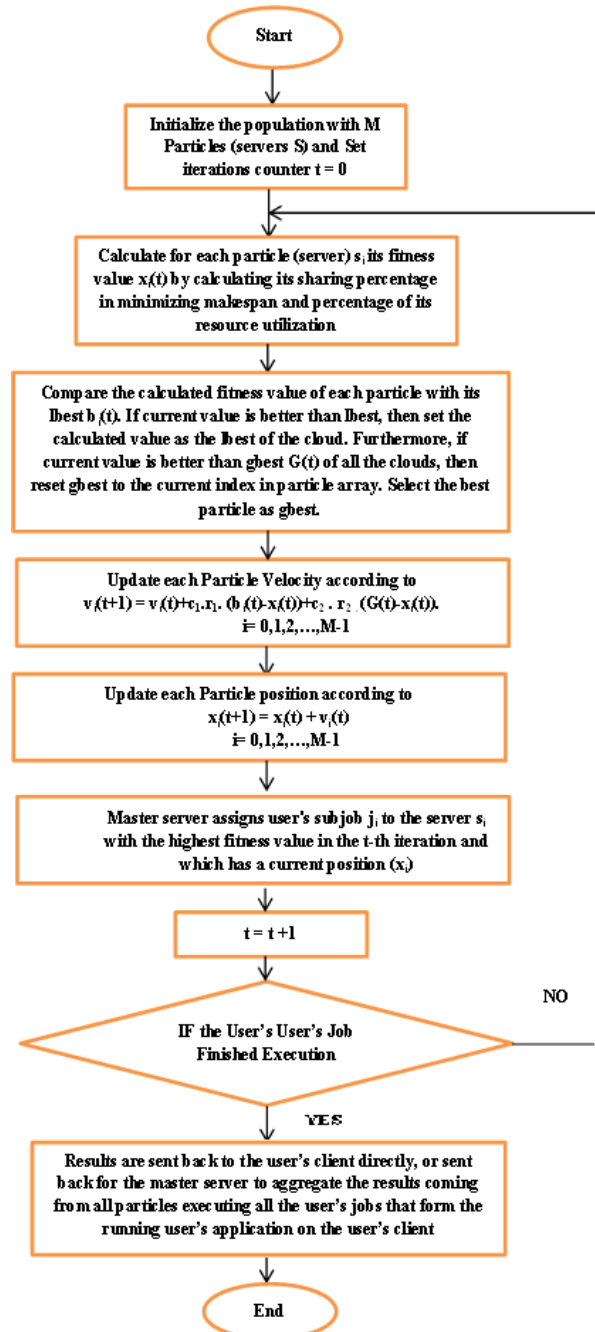 Start
Initialize the population with M
Particles (servers S) and Set
iterations counter t = 0
Calculate for each particle (server) sᵢ its fitness
value xᵢ(t) by calculating its sharing percentage
in minimizing makespan and percentage of its
resource utilization
Compare the calculated fitness value of each particle with its
lbest bᵢ(t). If current value is better than lbest, then set the
calculated value as the lbest of the cloud. Furthermore, if
current value is better than gbest G(t) of all the clouds, then
reset gbest to the current index in particle array. Select the best
particle as gbest.
Update each Particle Velocity according to
vᵢ(t+1) = vᵢ(t)+c₁.r₁. (bᵢ(t)-xᵢ(t))+c₂ . r₂ . (G(t)-xᵢ(t)).
i= 0,1,2,…,M-1
Update each Particle position according to
xᵢ(t+1) = xᵢ(t) + vᵢ(t)
i= 0,1,2,…,M-1
Master server assigns user's subjob jᵢ to the server sᵢ
with the highest fitness value in the t-th iteration and
which has a current position (xᵢ)
t = t +1
IF the User's User's Job
Finished Execution
NO
YES
Results are sent back to the user's client directly, or sent
back for the master server to aggregate the results coming
from all particles executing all the user's jobs that form the
running user's application on the user's client
End